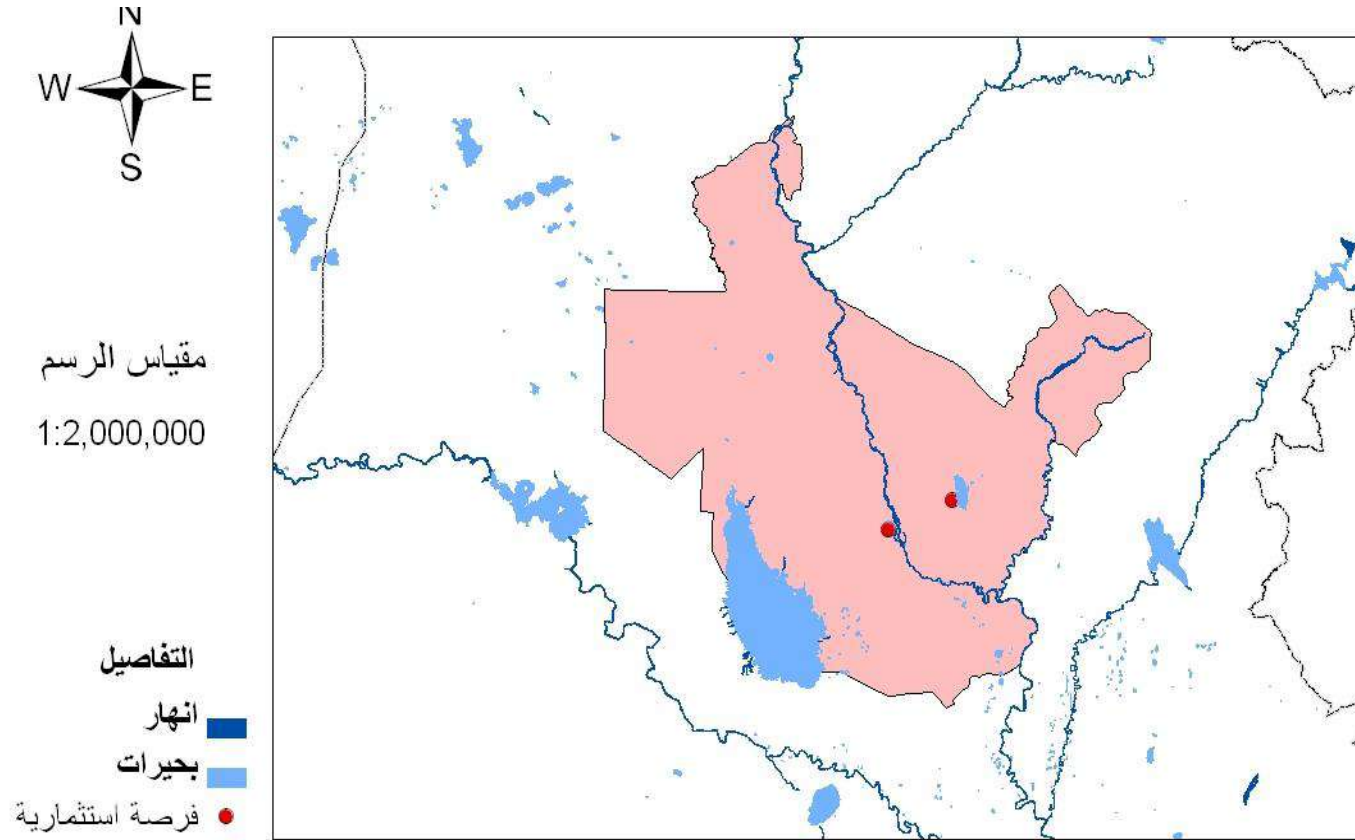 N
W E
S
مقياس الرسم
1:2,000,000
التفاصيل
انهار
بحيرات
فرصة استثمارية